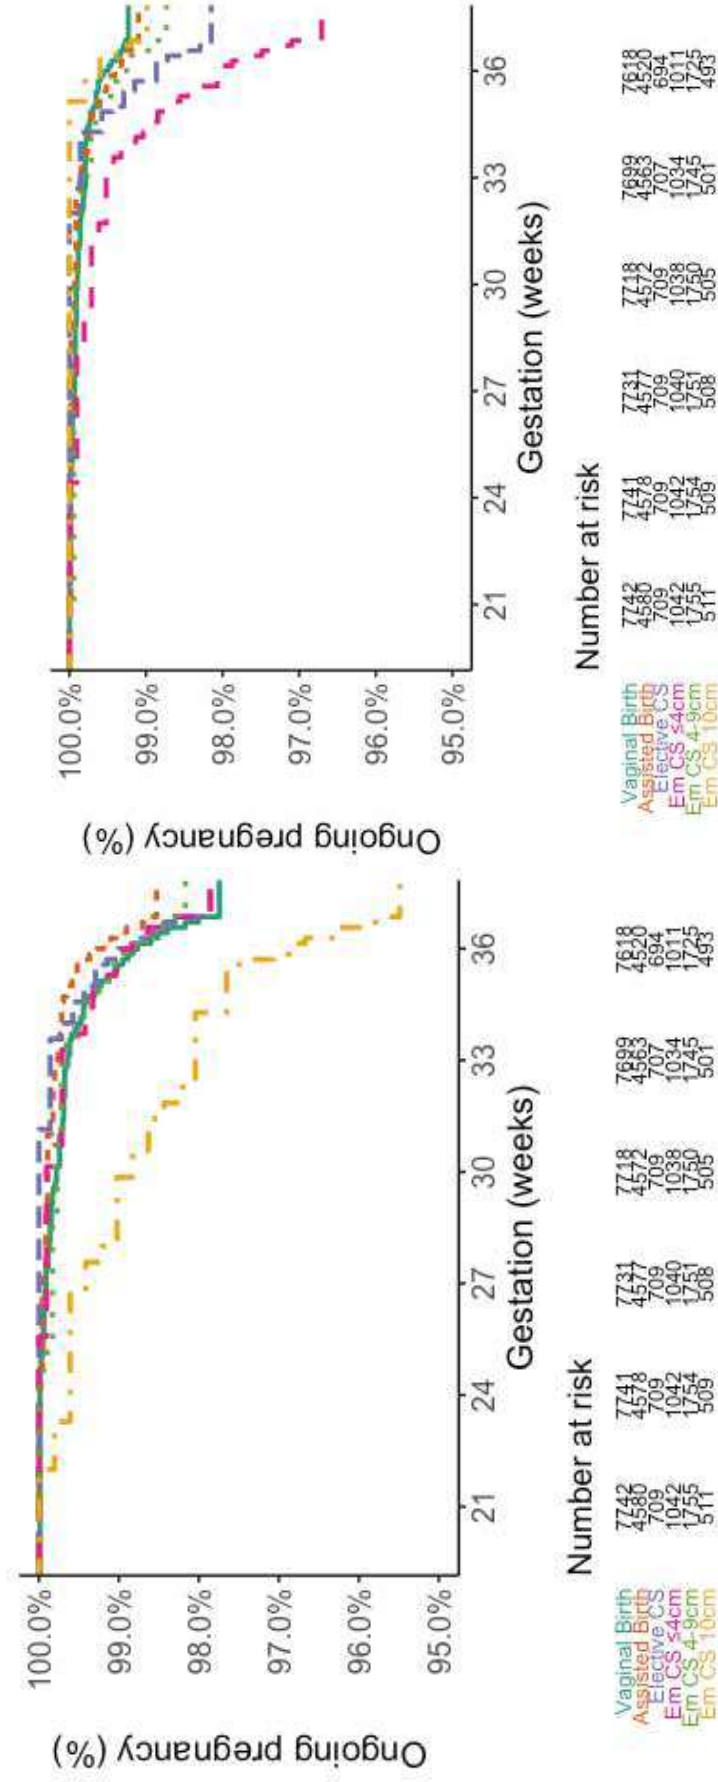 100.0%
99.0%
98.0%
97.0%
96.0%
95.0%
Ongoing pregnancy (%)
21 24 27 30 33 36
Gestation (weeks)
Number at risk
Vaginal Birth 7742 7741 7731 7718 7699 7618
Assisted Birth 4580 4578 4577 4572 4563 4520
Elective CS 709 709 709 709 707 694
Em CS ≤4cm 1042 1042 1040 1038 1034 1011
Em CS 4-9cm 1755 1754 1751 1750 1745 1725
Em CS 10cm 511 509 508 505 501 493
100.0%
99.0%
98.0%
97.0%
96.0%
95.0%
Ongoing pregnancy (%)
21 24 27 30 33 36
Gestation (weeks)
Number at risk
Vaginal Birth 7742 7741 7731 7718 7699 7618
Assisted Birth 4580 4578 4577 4572 4563 4520
Elective CS 709 709 709 709 707 694
Em CS ≤4cm 1042 1042 1040 1038 1034 1011
Em CS 4-9cm 1755 1754 1751 1750 1745 1725
Em CS 10cm 511 509 508 505 501 493